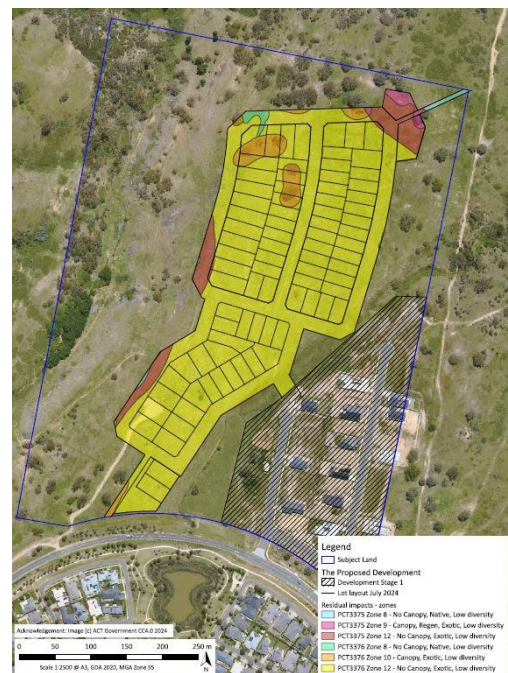 Legend
Subject Land
The Proposed Development
Development Stage 1
Lot layout July 2024
Residual impacts - zones
PCT3375 Zone 8 - No Canopy, Native, Low diversity
PCT3375 Zone 9 - Canopy, Regen, Exotic, Low diversity
PCT3375 Zone 12 - No Canopy, Exotic, Low diversity
PCT3376 Zone 8 - No Canopy, Native, Low diversity
PCT3376 Zone 10 - Canopy, Exotic, Low diversity
PCT3376 Zone 12 - No Canopy, Exotic, Low diversity
Acknowledgement: Image (c) ACT Government CCA.0 2024
0 50 100 150 200 250 m
Scale 1:2500 @ A3, GDA 2020, MGA Zone 55
N